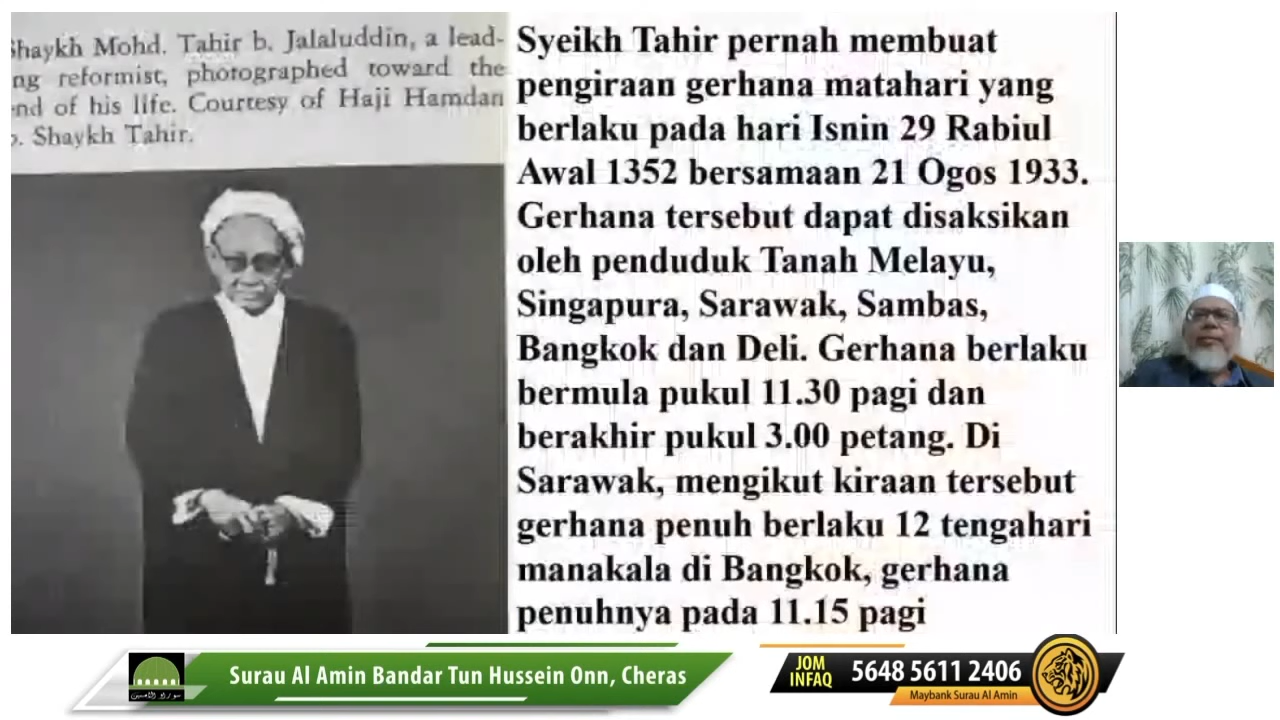 Shaykh Mohd. Tahir b. Jalaluddin, a lead-
ng reformist, photographed toward the
nd of his life. Courtesy of Haji Hamdan
b. Shaykh Tahir.
Syeikh Tahir pernah membuat
pengiraan gerhana matahari yang
berlaku pada hari Isnin 29 Rabiul
Awal 1352 bersamaan 21 Ogos 1933.
Gerhana tersebut dapat disaksikan
oleh penduduk Tanah Melayu,
Singapura, Sarawak, Sambas,
Bangkok dan Deli. Gerhana berlaku
bermula pukul 11.30 pagi dan
berakhir pukul 3.00 petang. Di
Sarawak, mengikut kiraan tersebut
gerhana penuh berlaku 12 tengahari
manakala di Bangkok, gerhana
penuhnya pada 11.15 pagi
Surau Al Amin Bandar Tun Hussein Onn, Cheras
JOM
INFAQ
5648 5611 2406
Maybank Surau Al Amin